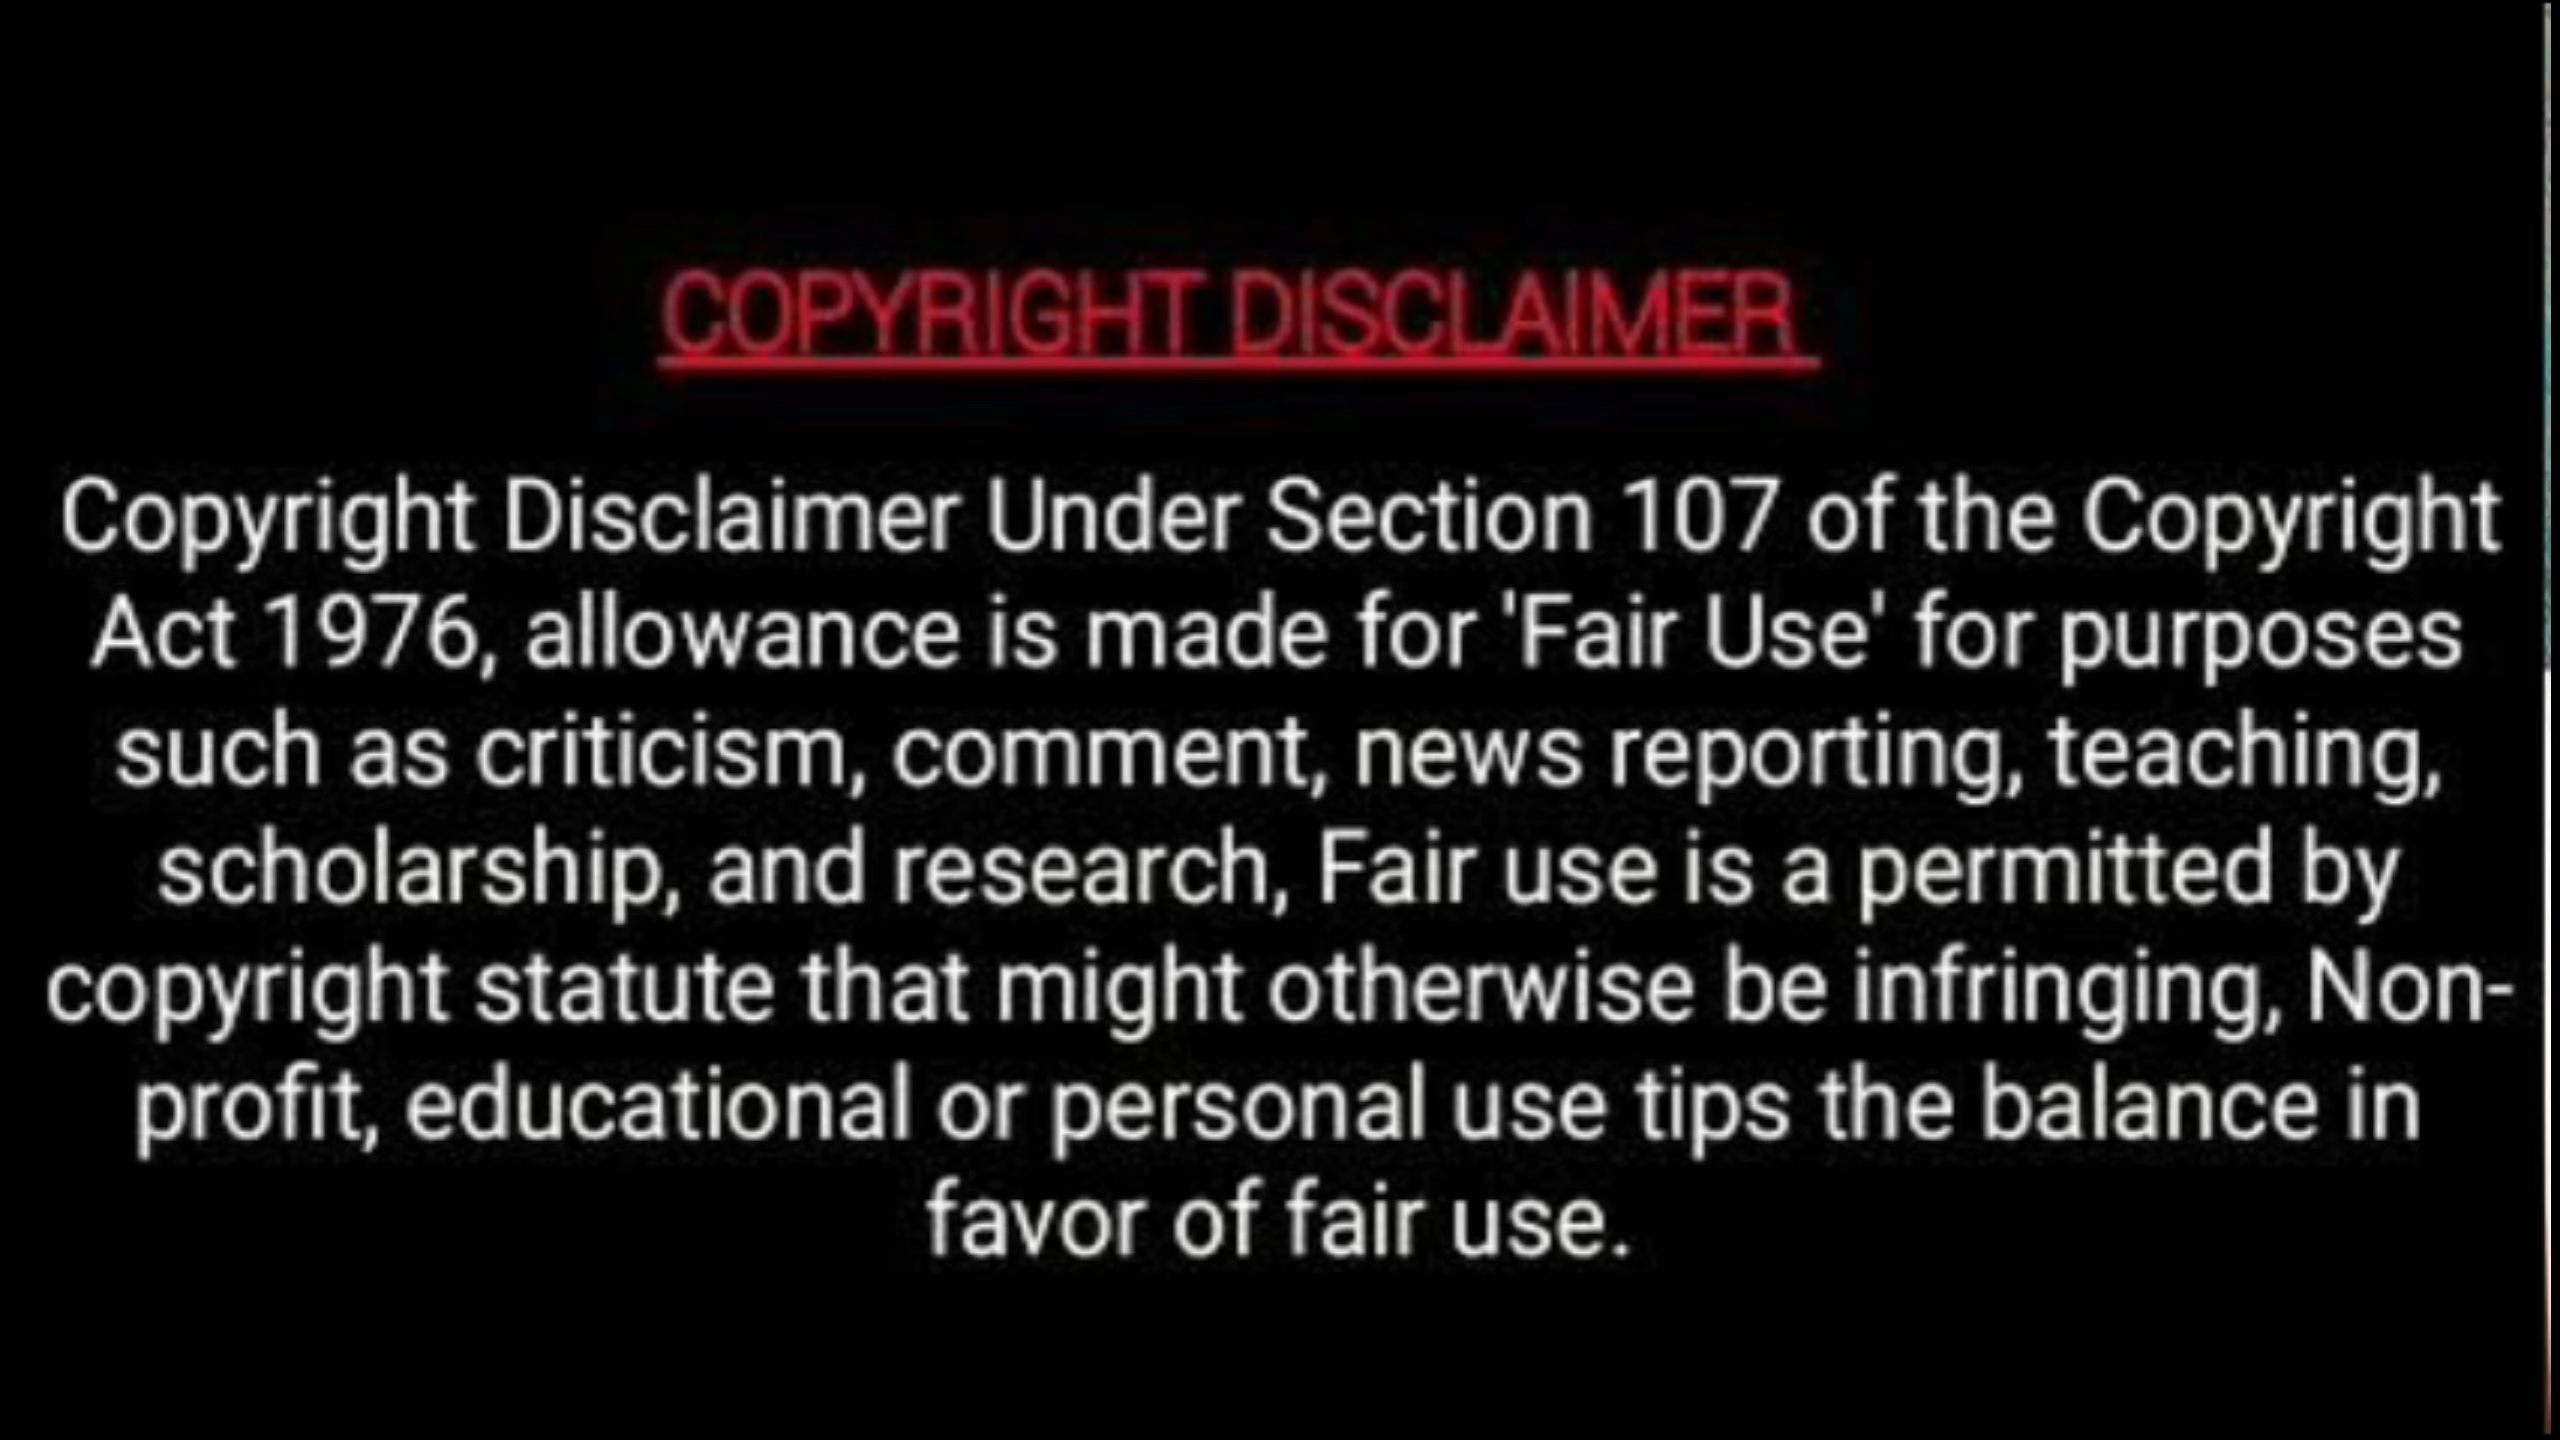 COPYRIGHT DISCLAIMER
Copyright Disclaimer Under Section 107 of the Copyright
Act 1976, allowance is made for 'Fair Use' for purposes
such as criticism, comment, news reporting, teaching,
scholarship, and research, Fair use is a permitted by
copyright statute that might otherwise be infringing, Non-
profit, educational or personal use tips the balance in
favor of fair use.